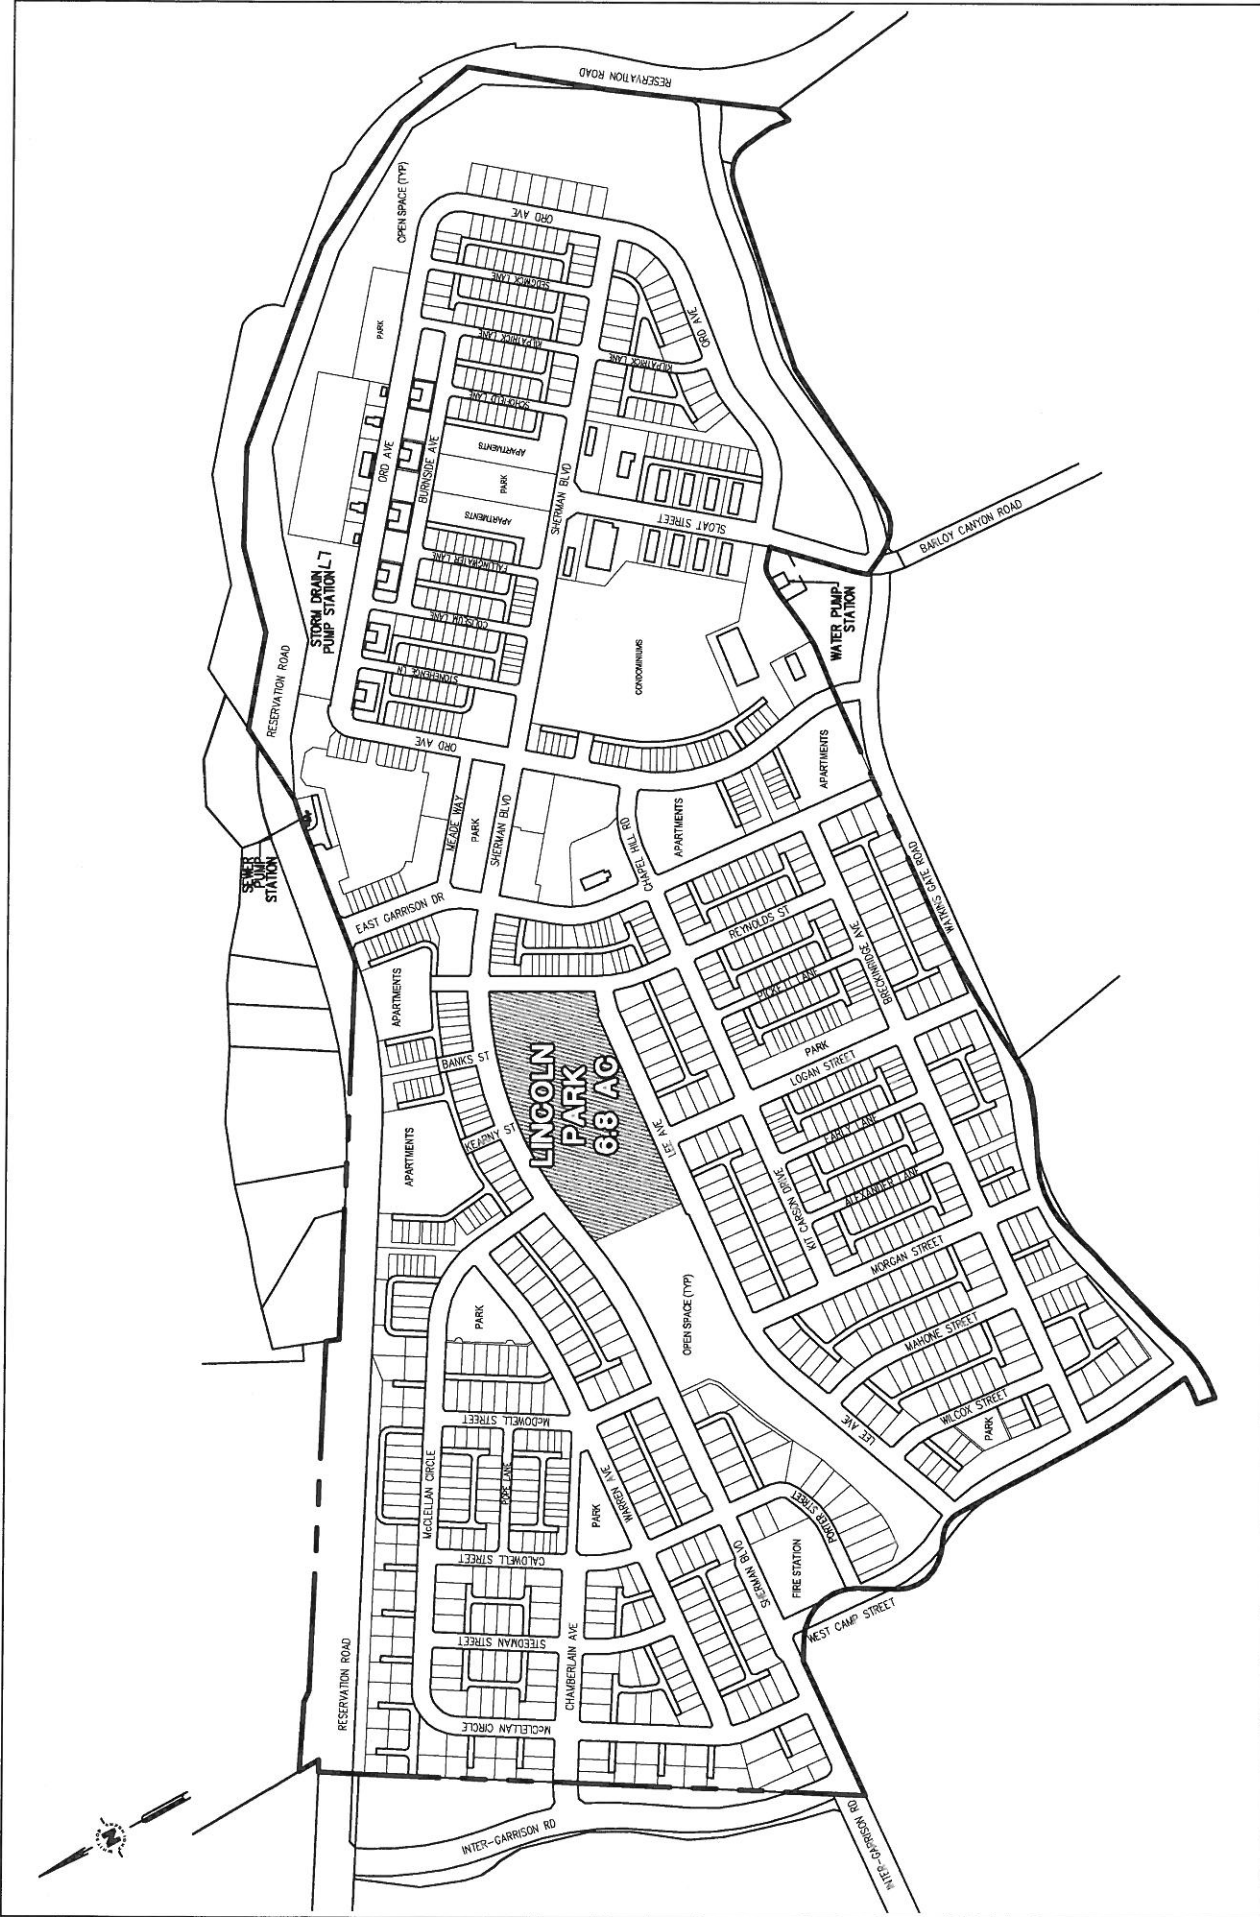 RESERVATION ROAD
OPEN SPACE (TYP)
ORD AVE
SEDGWICK LANE
PARK
KILPATRICK LANE
ORD AVE
KILPATRICK LANE
SCHOFIELD LANE
ORD AVE
BURNSIDE AVE
APARTMENTS
PARK
APARTMENTS
SHERMAN BLVD
SLOAT STREET
BARLOY CANYON ROAD
FALLINGWATER LANE
COLISEUM LANE
STONEHENGE LN
STORM DRAIN
PUMP STATION
WATER PUMP
STATION
CONDOMINIUMS
RESERVATION ROAD
ORD AVE
APARTMENTS
MEADE WAY
PARK
SHERMAN BLVD
CHAPEL HILL RD
APARTMENTS
SEWER
PUMP
STATION
EAST GARRISON DR
REYNOLDS ST
WATKINS GATE ROAD
BRECKINRIDGE AVE
PICKETT LANE
APARTMENTS
BANKS ST
LINCOLN
PARK
6.8 AC
PARK
LOGAN STREET
KEARNY ST
LEE AVE
EARLY LANE
APARTMENTS
KIT CARSON DRIVE
ALEXANDER LANE
MORGAN STREET
PARK
OPEN SPACE (TYP)
MAHONE STREET
McDOWELL STREET
WILCOX STREET
PARK
LEE AVE
McCLELLAN CIRCLE
POPE LANE
WARREN AVE
PARK
PORTER STREET
CALDWELL STREET
SHERMAN BLVD
FIRE STATION
WEST CAMP STREET
STEEDMAN STREET
CHAMBERLAIN AVE
RESERVATION ROAD
McCLELLAN CIRCLE
INTER-GARRISON RD
INTER-GARRISON RD
N